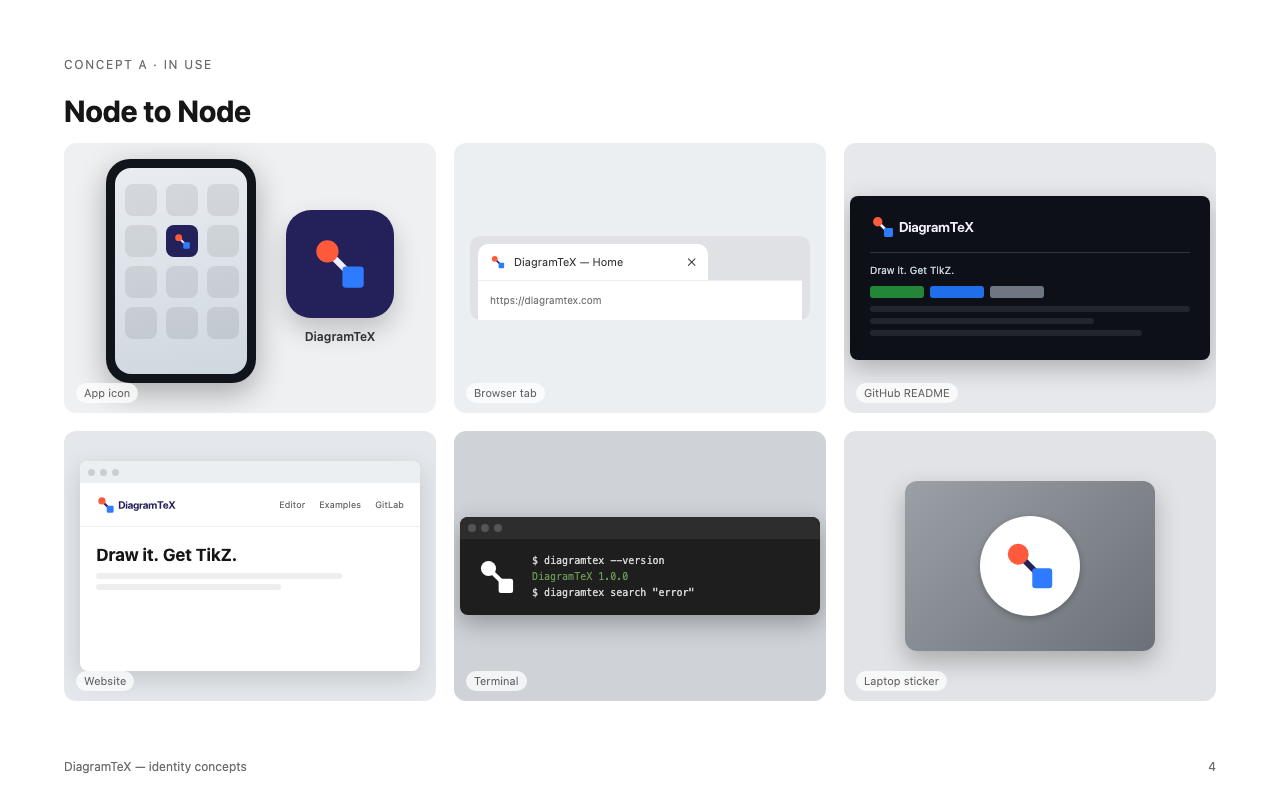 CONCEPT A · IN USE
Node to Node
DiagramTeX
App icon
DiagramTeX — Home
https://diagramtex.com
Browser tab
DiagramTeX
Draw it. Get TikZ.
GitHub README
DiagramTeX
Editor Examples GitLab
Draw it. Get TikZ.
Website
$ diagramtex --version
DiagramTeX 1.0.0
$ diagramtex search "error"
Terminal
Laptop sticker
DiagramTeX — identity concepts
4